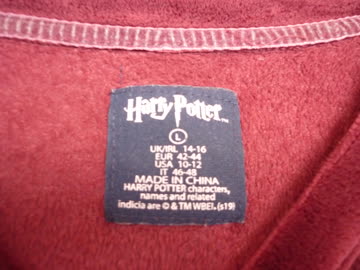 Harry Potter
L
UK/IRL 14-16
EUR 42-44
USA 10-12
IT 46-48
MADE IN CHINA
HARRY POTTER characters,
names and related
indicia are © & TM WBEI. (s19)